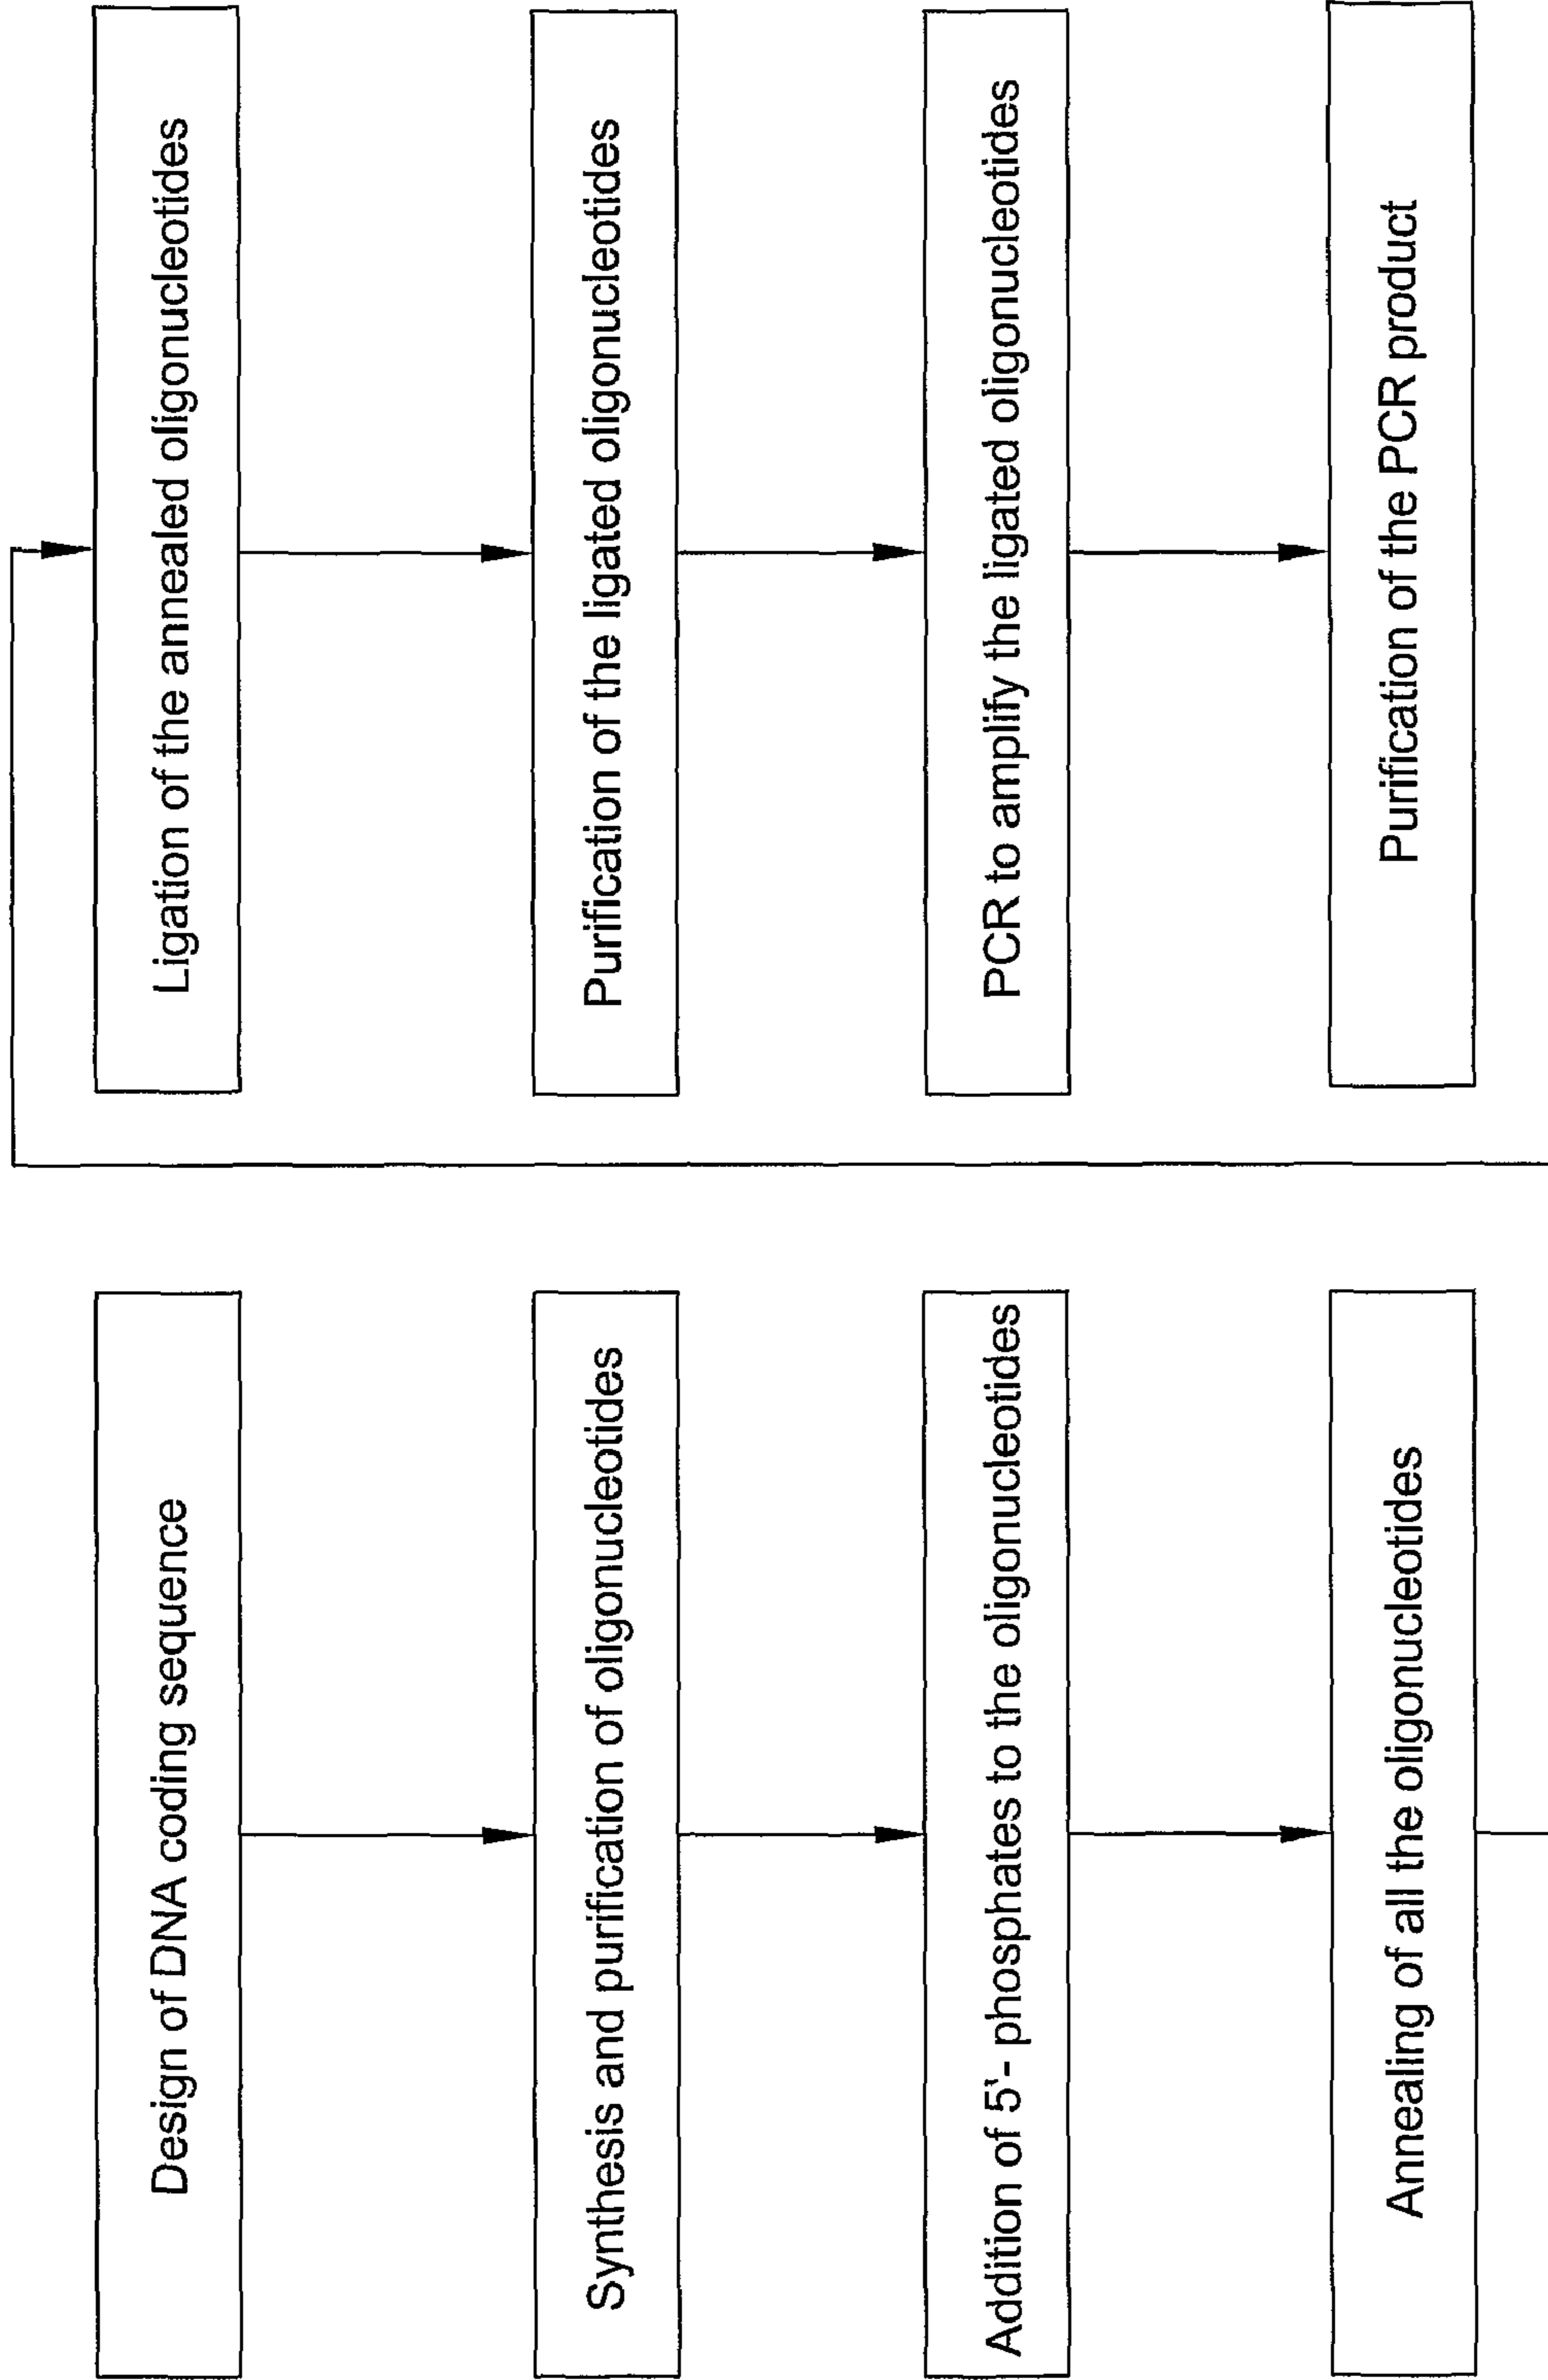 Design of DNA coding sequence
Synthesis and purification of oligonucleotides
Addition of 5'- phosphates to the oligonucleotides
Annealing of all the oligonucleotides
Ligation of the annealed oligonucleotides
Purification of the ligated oligonucleotides
PCR to amplify the ligated oligonucleotides
Purification of the PCR product